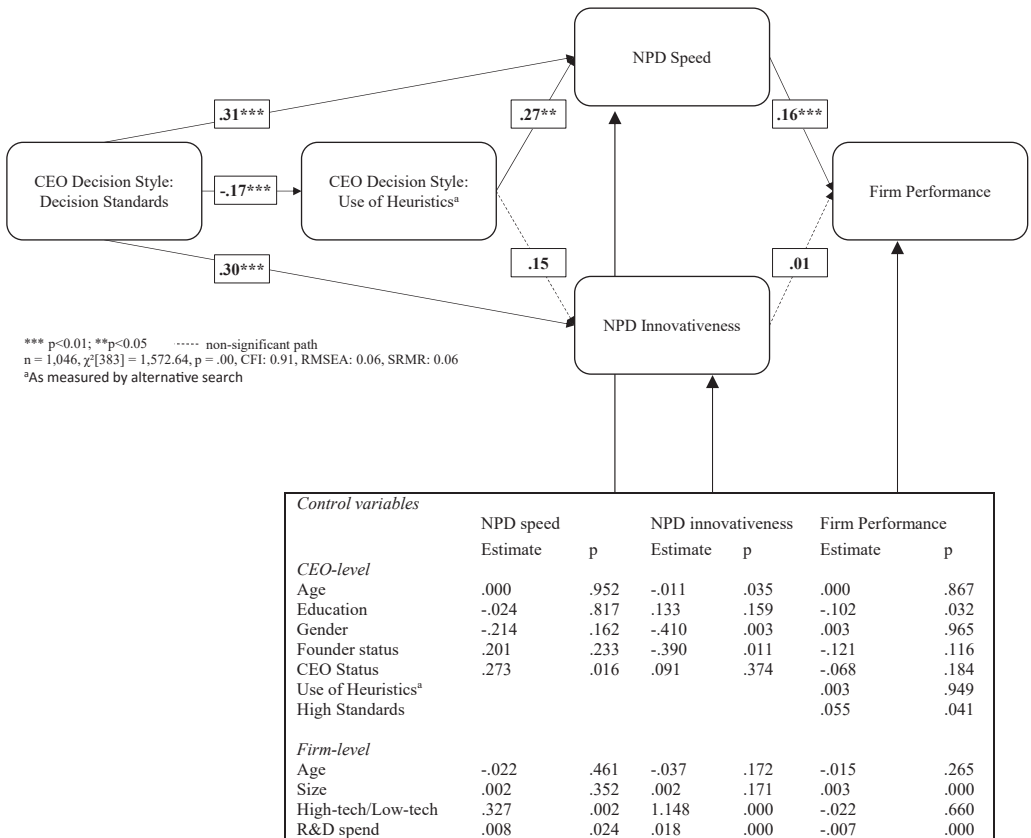 NPD Speed
.31***
.27**
.16***
CEO Decision Style:
Decision Standards
-.17***
CEO Decision Style:
Use of Heuristicsᵃ
Firm Performance
.30***
.15
.01
NPD Innovativeness
*** p<0.01; **p<0.05 ----- non-significant path
n = 1,046, χ²[383] = 1,572.64, p = .00, CFI: 0.91, RMSEA: 0.06, SRMR: 0.06
ᵃAs measured by alternative search
Control variables
NPD speed NPD innovativeness Firm Performance
Estimate p Estimate p Estimate p
CEO-level
Age .000 .952 -.011 .035 .000 .867
Education -.024 .817 .133 .159 -.102 .032
Gender -.214 .162 -.410 .003 .003 .965
Founder status .201 .233 -.390 .011 -.121 .116
CEO Status .273 .016 .091 .374 -.068 .184
Use of Heuristicsᵃ .003 .949
High Standards .055 .041
Firm-level
Age -.022 .461 -.037 .172 -.015 .265
Size .002 .352 .002 .171 .003 .000
High-tech/Low-tech .327 .002 1.148 .000 -.022 .660
R&D spend .008 .024 .018 .000 -.007 .000